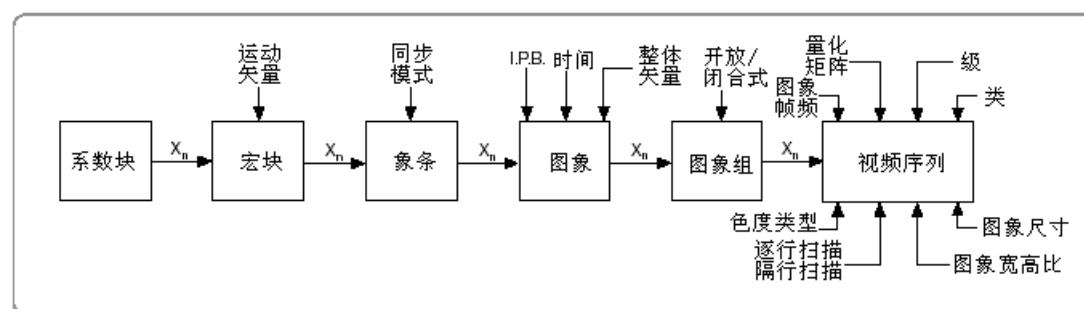 运动
矢量
同步
模式
I.P.B. 时间
整体
矢量
开放/
闭合式
量化
矩阵
图象
帧频
级
类
系数块
Xn
宏块
Xn
象条
Xn
图象
Xn
图象组
Xn
视频序列
色度类型
逐行扫描
隔行扫描
图象宽高比
图象尺寸